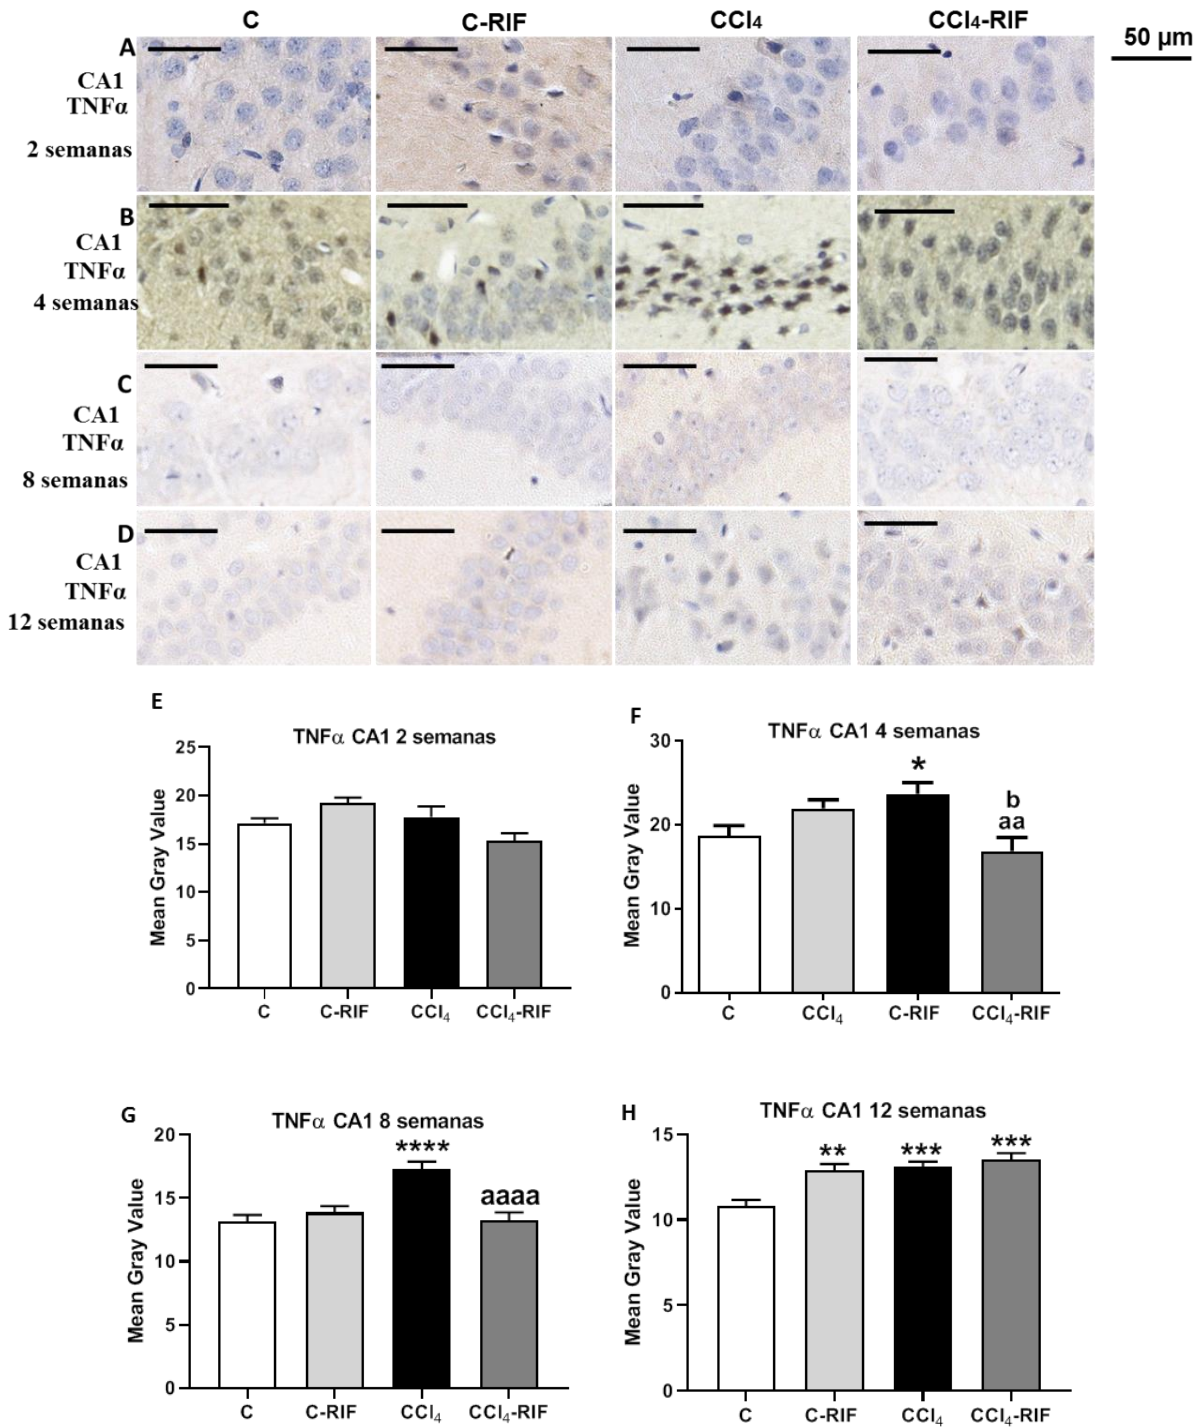 C C-RIF CCl4 CCl4-RIF
50 µm
A
CA1
TNFα
2 semanas
B
CA1
TNFα
4 semanas
C
CA1
TNFα
8 semanas
D
CA1
TNFα
12 semanas
E
TNFα CA1 2 semanas
Mean Gray Value
25
20
15
10
5
0
C C-RIF CCl4 CCl4-RIF
F
TNFα CA1 4 semanas
Mean Gray Value
30
20
10
0
*
b
aa
C CCl4 C-RIF CCl4-RIF
G
TNFα CA1 8 semanas
Mean Gray Value
20
15
10
5
0
****
aaaa
C C-RIF CCl4 CCl4-RIF
H
TNFα CA1 12 semanas
Mean Gray Value
15
10
5
0
** *** ***
C C-RIF CCl4 CCl4-RIF